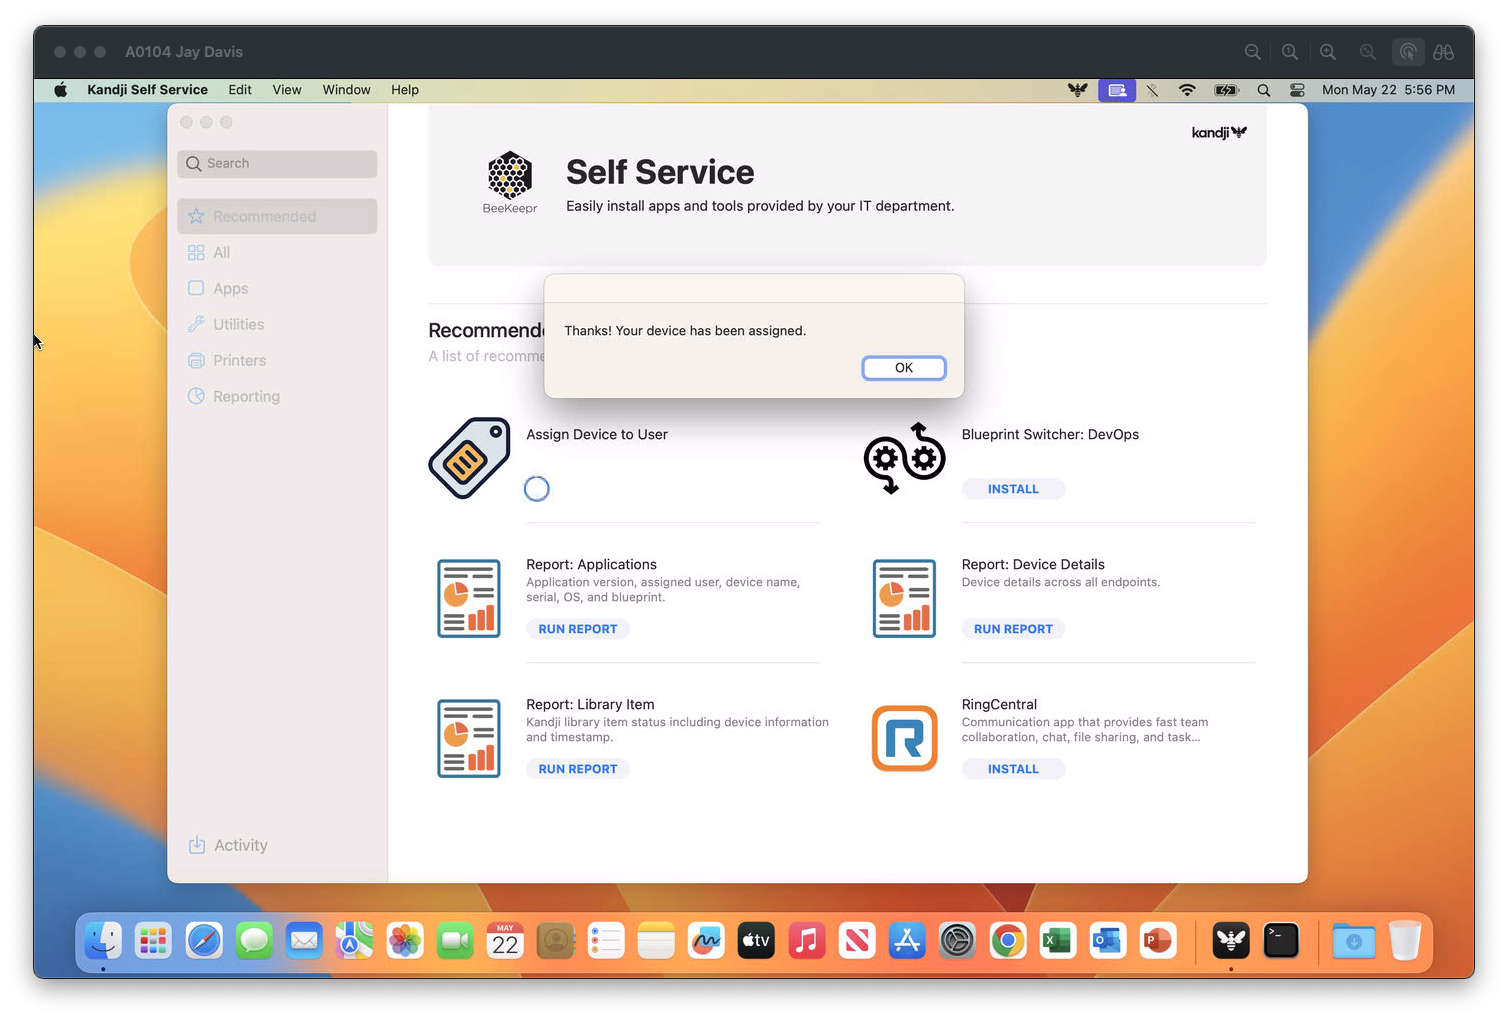 A0104 Jay Davis
Kandji Self Service Edit View Window Help Mon May 22 5:56 PM
kandji
Search
BeeKeepr
Self Service
Easily install apps and tools provided by your IT department.
Recommended
All
Apps
Utilities
Printers
Reporting
Activity
Thanks! Your device has been assigned.
OK
Recommend
A list of recomme
Assign Device to User
Blueprint Switcher: DevOps
INSTALL
Report: Applications
Application version, assigned user, device name,
serial, OS, and blueprint.
RUN REPORT
Report: Device Details
Device details across all endpoints.
RUN REPORT
Report: Library Item
Kandji library item status including device information
and timestamp.
RUN REPORT
RingCentral
Communication app that provides fast team
collaboration, chat, file sharing, and task...
INSTALL
MAY
22
tv